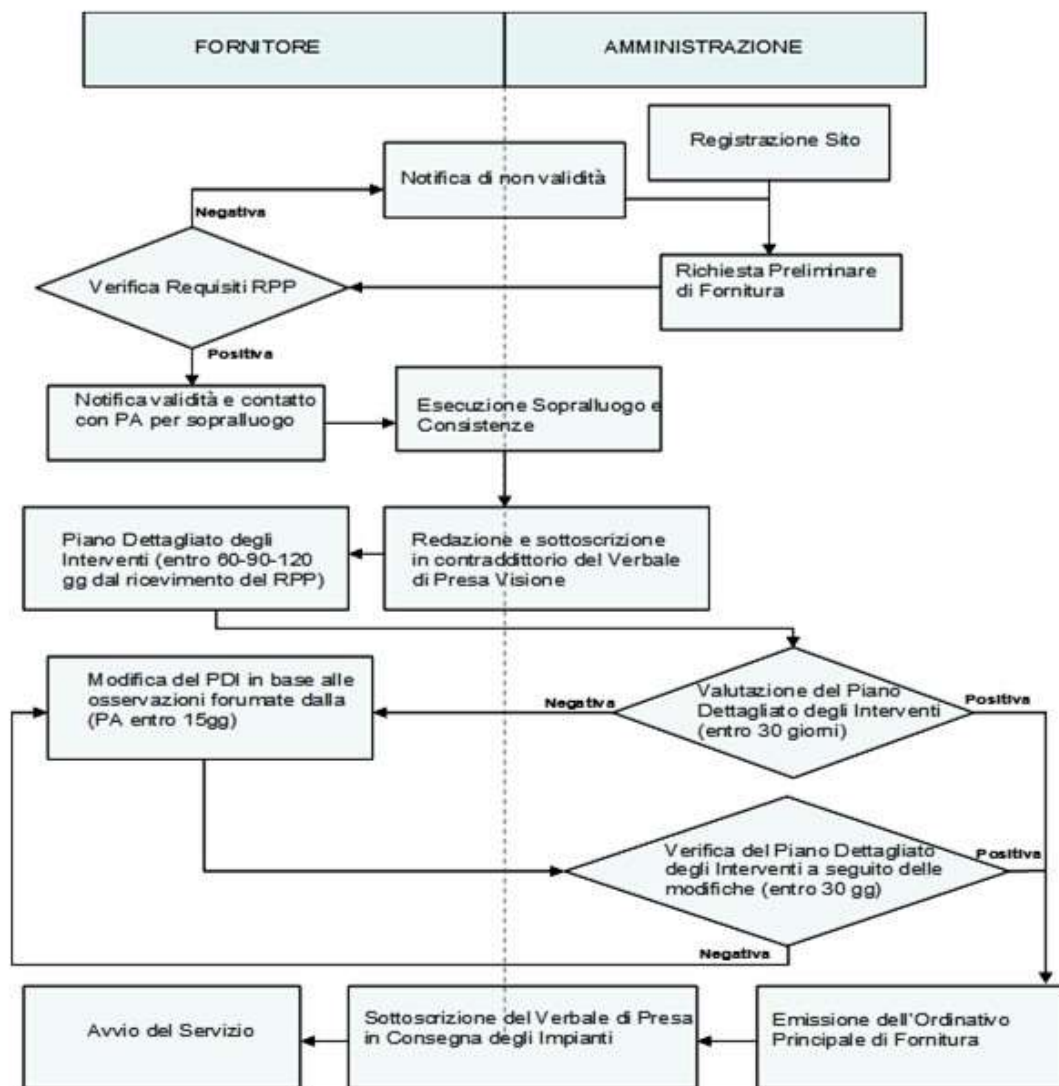 FORNITORE
AMMINISTRAZIONE
Registrazione Sito
Notifica di non validità
Negativa
Verifica Requisiti RPP
Richiesta Preliminare
di Fornitura
Positiva
Notifica validità e contatto
con PA per sopralluogo
Esecuzione Sopralluogo e
Consistenze
Piano Dettagliato degli
Interventi (entro 60-90-120
gg dal ricevimento del RPP)
Redazione e sottoscrizione
in contraddittorio del Verbale
di Presa Visione
Modifica del PDI in base alle
osservazioni forumate dalla
(PA entro 15gg)
Negativa
Valutazione del Piano
Dettagliato degli Interventi
(entro 30 giorni)
Positiva
Verifica del Piano Dettagliato
degli Interventi a seguito delle
modifiche (entro 30 gg)
Positiva
Negativa
Avvio del Servizio
Sottoscrizione del Verbale di Presa
in Consegna degli Impianti
Emissione dell'Ordinativo
Principale di Fornitura